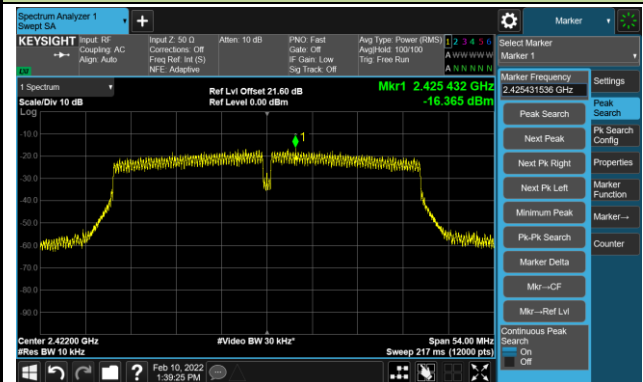 Spectrum Analyzer 1
Swept SA
Marker
KEYSIGHT
Input: RF
Coupling: AC
Align: Auto
Input Z: 50 Ω
Corrections: Off
Freq Ref: Int (S)
NFE: Adaptive
Atten: 10 dB
PNO: Fast
Gate: Off
IF Gain: Low
Sig Track: Off
Avg Type: Power (RMS)
Avg|Hold: 100/100
Trig: Free Run
1 2 3 4 5 6
A W W W W W
A N N N N N
Select Marker
Marker 1
1 Spectrum
Scale/Div 10 dB
Log
Ref Lvl Offset 21.60 dB
Ref Level 0.00 dBm
Mkr1 2.425 432 GHz
-16.365 dBm
1
-10.0
-20.0
-30.0
-40.0
-50.0
-60.0
-70.0
-80.0
-90.0
Center 2.42200 GHz
#Res BW 10 kHz
#Video BW 30 kHz*
Span 54.00 MHz
Sweep 217 ms (12000 pts)
Marker Frequency
2.425431536 GHz
Peak Search
Next Peak
Next Pk Right
Next Pk Left
Minimum Peak
Pk-Pk Search
Marker Delta
Mkr→CF
Mkr→Ref Lvl
Continuous Peak
Search
On
Off
Settings
Peak
Search
Pk Search
Config
Properties
Marker
Function
Marker→
Counter
?
Feb 10, 2022
1:39:25 PM